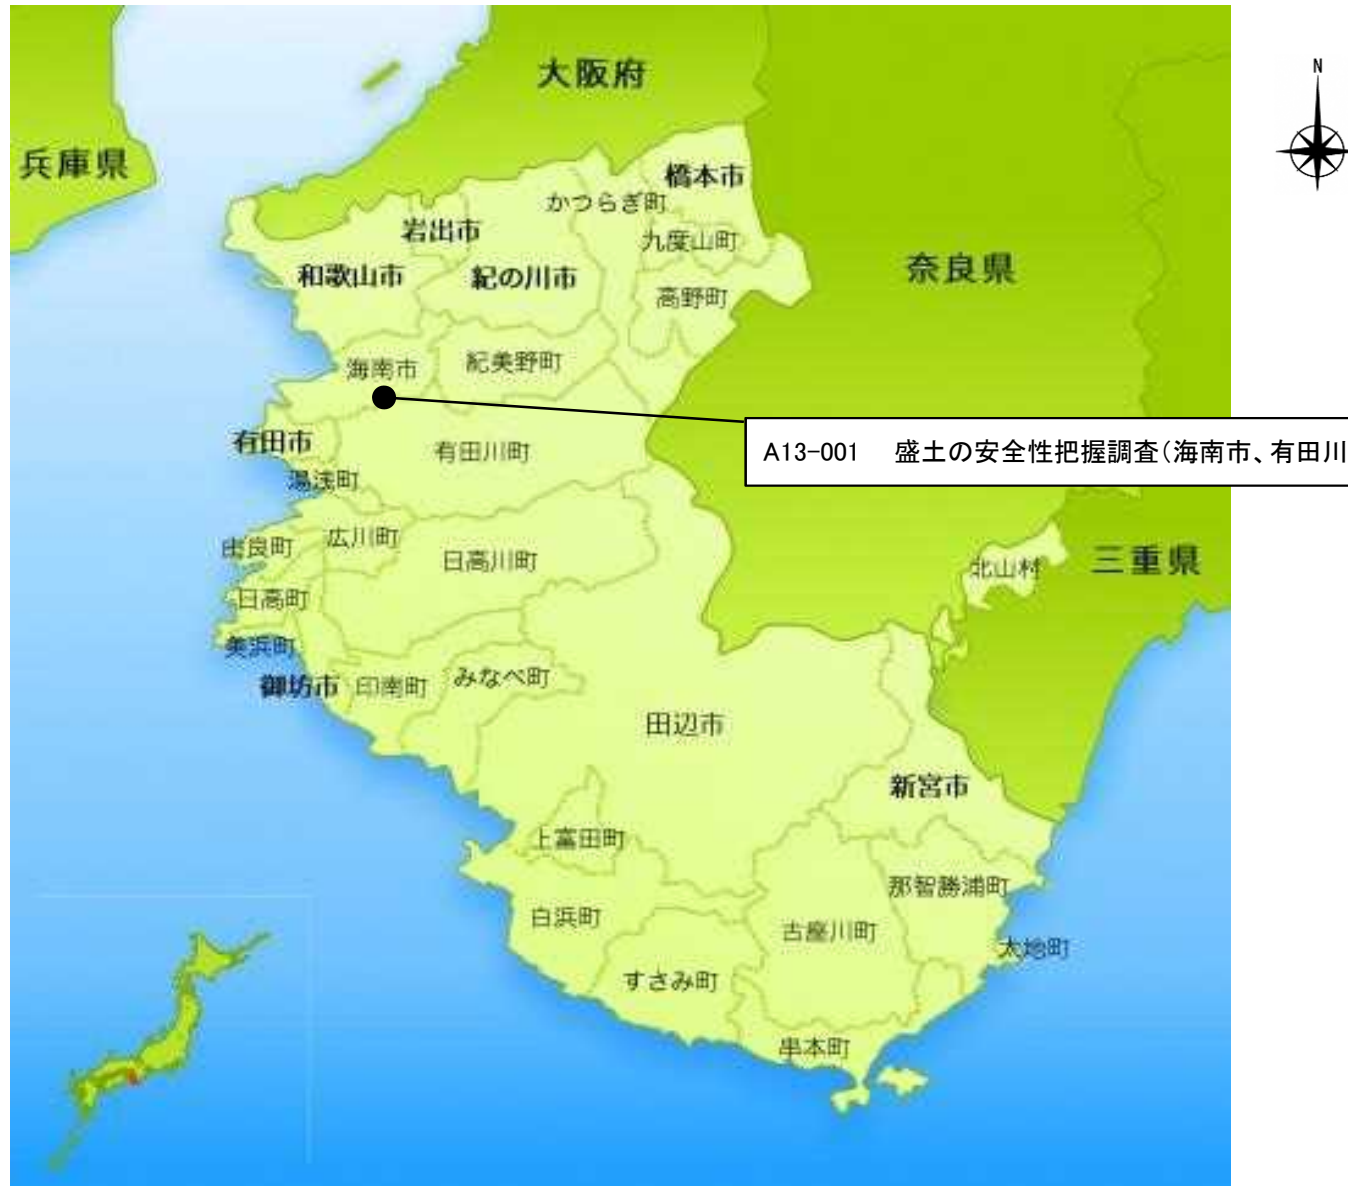 N
大阪府
兵庫県
橋本市
かつらぎ町
岩出市
九度山町
和歌山市
紀の川市
奈良県
高野町
海南市
紀美野町
有田市
有田川町
A13-001 盛土の安全性把握調査(海南市、有田川
湯浅町
広川町
由良町
日高川町
三重県
北山村
日高町
美浜町
御坊市
印南町
みなべ町
田辺市
新宮市
上富田町
那智勝浦町
白浜町
古座川町
太地町
すさみ町
串本町